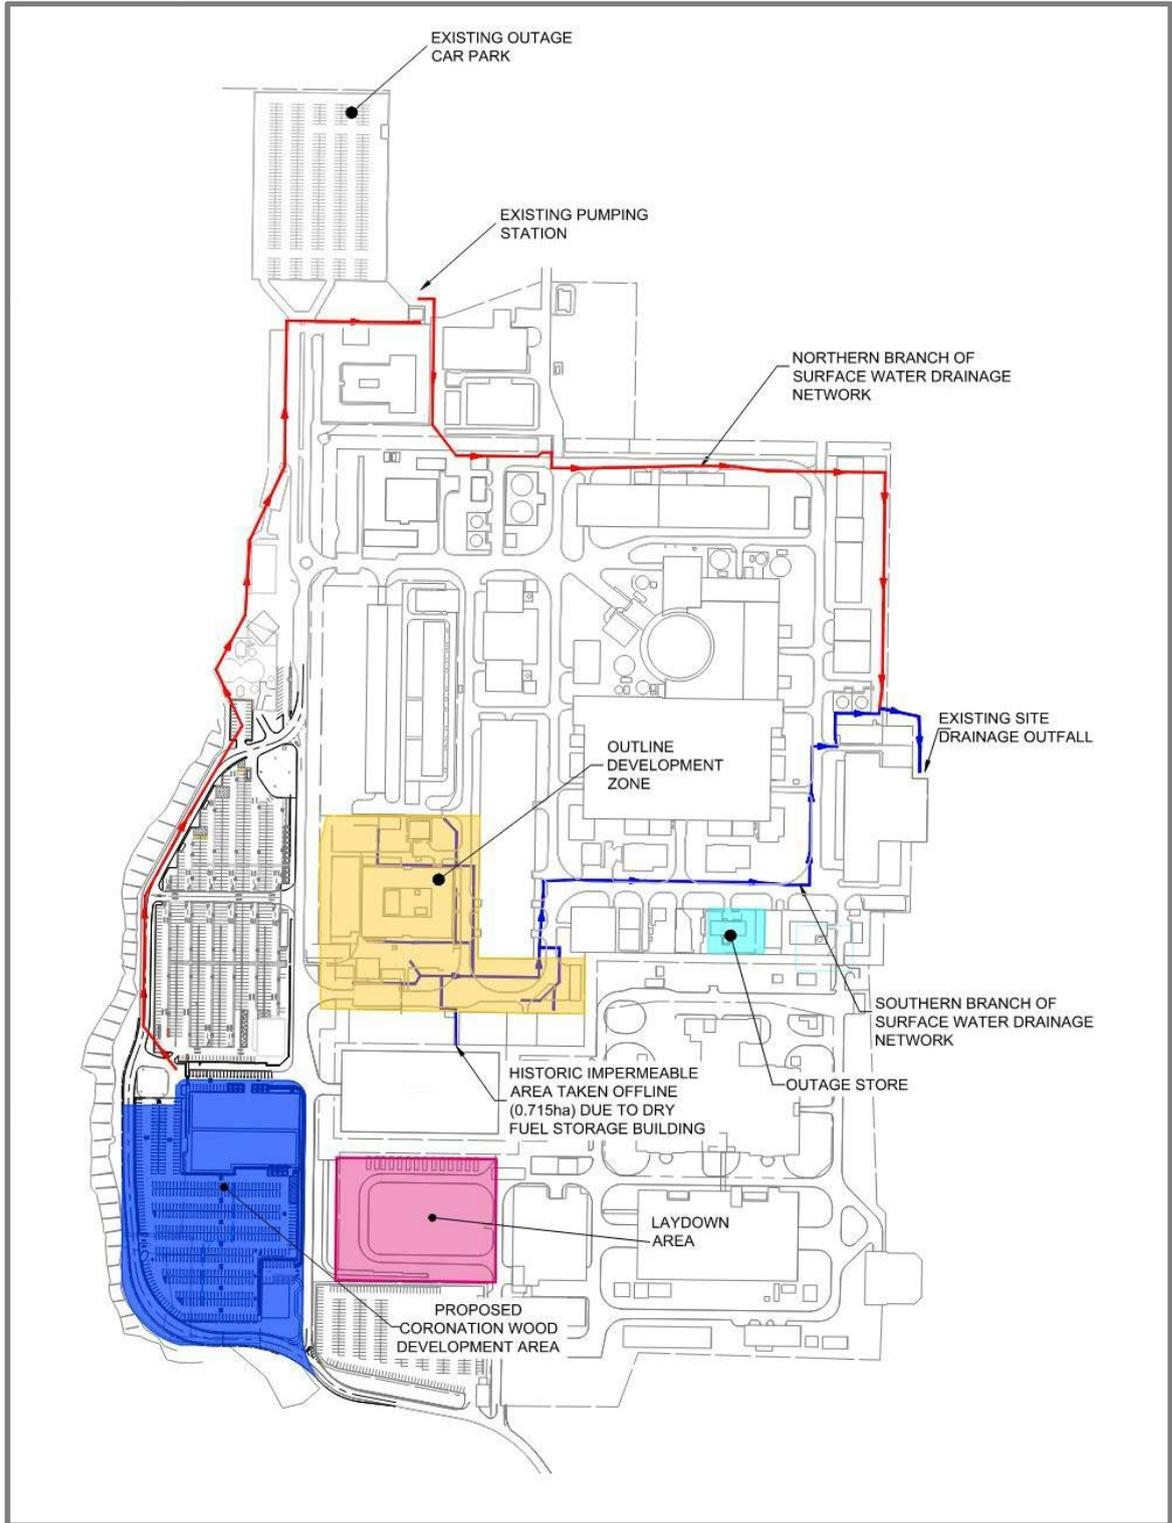 EXISTING OUTAGE
CAR PARK
EXISTING PUMPING
STATION
NORTHERN BRANCH OF
SURFACE WATER DRAINAGE
NETWORK
EXISTING SITE
DRAINAGE OUTFALL
OUTLINE
DEVELOPMENT
ZONE
SOUTHERN BRANCH OF
SURFACE WATER DRAINAGE
NETWORK
HISTORIC IMPERMEABLE
AREA TAKEN OFFLINE
(0.715ha) DUE TO DRY
FUEL STORAGE BUILDING
OUTAGE STORE
LAYDOWN
AREA
PROPOSED
CORONATION WOOD
DEVELOPMENT AREA